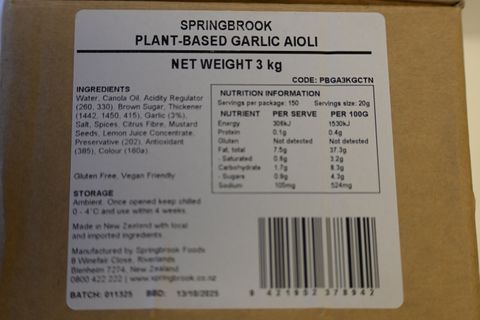 SPRINGBROOK
PLANT-BASED GARLIC AIOLI
NET WEIGHT 3 kg
CODE: PBGA3KGCTN
INGREDIENTS
Water, Canola Oil, Acidity Regulator
(260, 330), Brown Sugar, Thickener
(1442, 1450, 415), Garlic (3%),
Salt, Spices, Citrus Fibre, Mustard
Seeds, Lemon Juice Concentrate,
Preservative (202), Antioxidant
(385), Colour (160a).
Gluten Free, Vegan Friendly
STORAGE
Ambient. Once opened keep chilled
0 - 4°C and use within 4 weeks.
Made in New Zealand with local
and imported ingredients.
Manufactured by Springbrook Foods
8 Winefair Close, Riverlands
Blenheim 7274, New Zealand
0800 422 222 | www.springbrook.co.nz
BATCH: 011325 BBD: 13/10/2025
NUTRITION INFORMATION
Servings per package: 150 Servings size: 20g
NUTRIENT PER SERVE PER 100G
Energy 306kJ 1530kJ
Protein 0.1g 0.4g
Gluten Not detected Not detected
Fat, total 7.5g 37.3g
- Saturated 0.6g 3.2g
Carbohydrate 1.7g 8.3g
- Sugars 0.9g 4.3g
Sodium 105mg 524mg
9 421902 378942